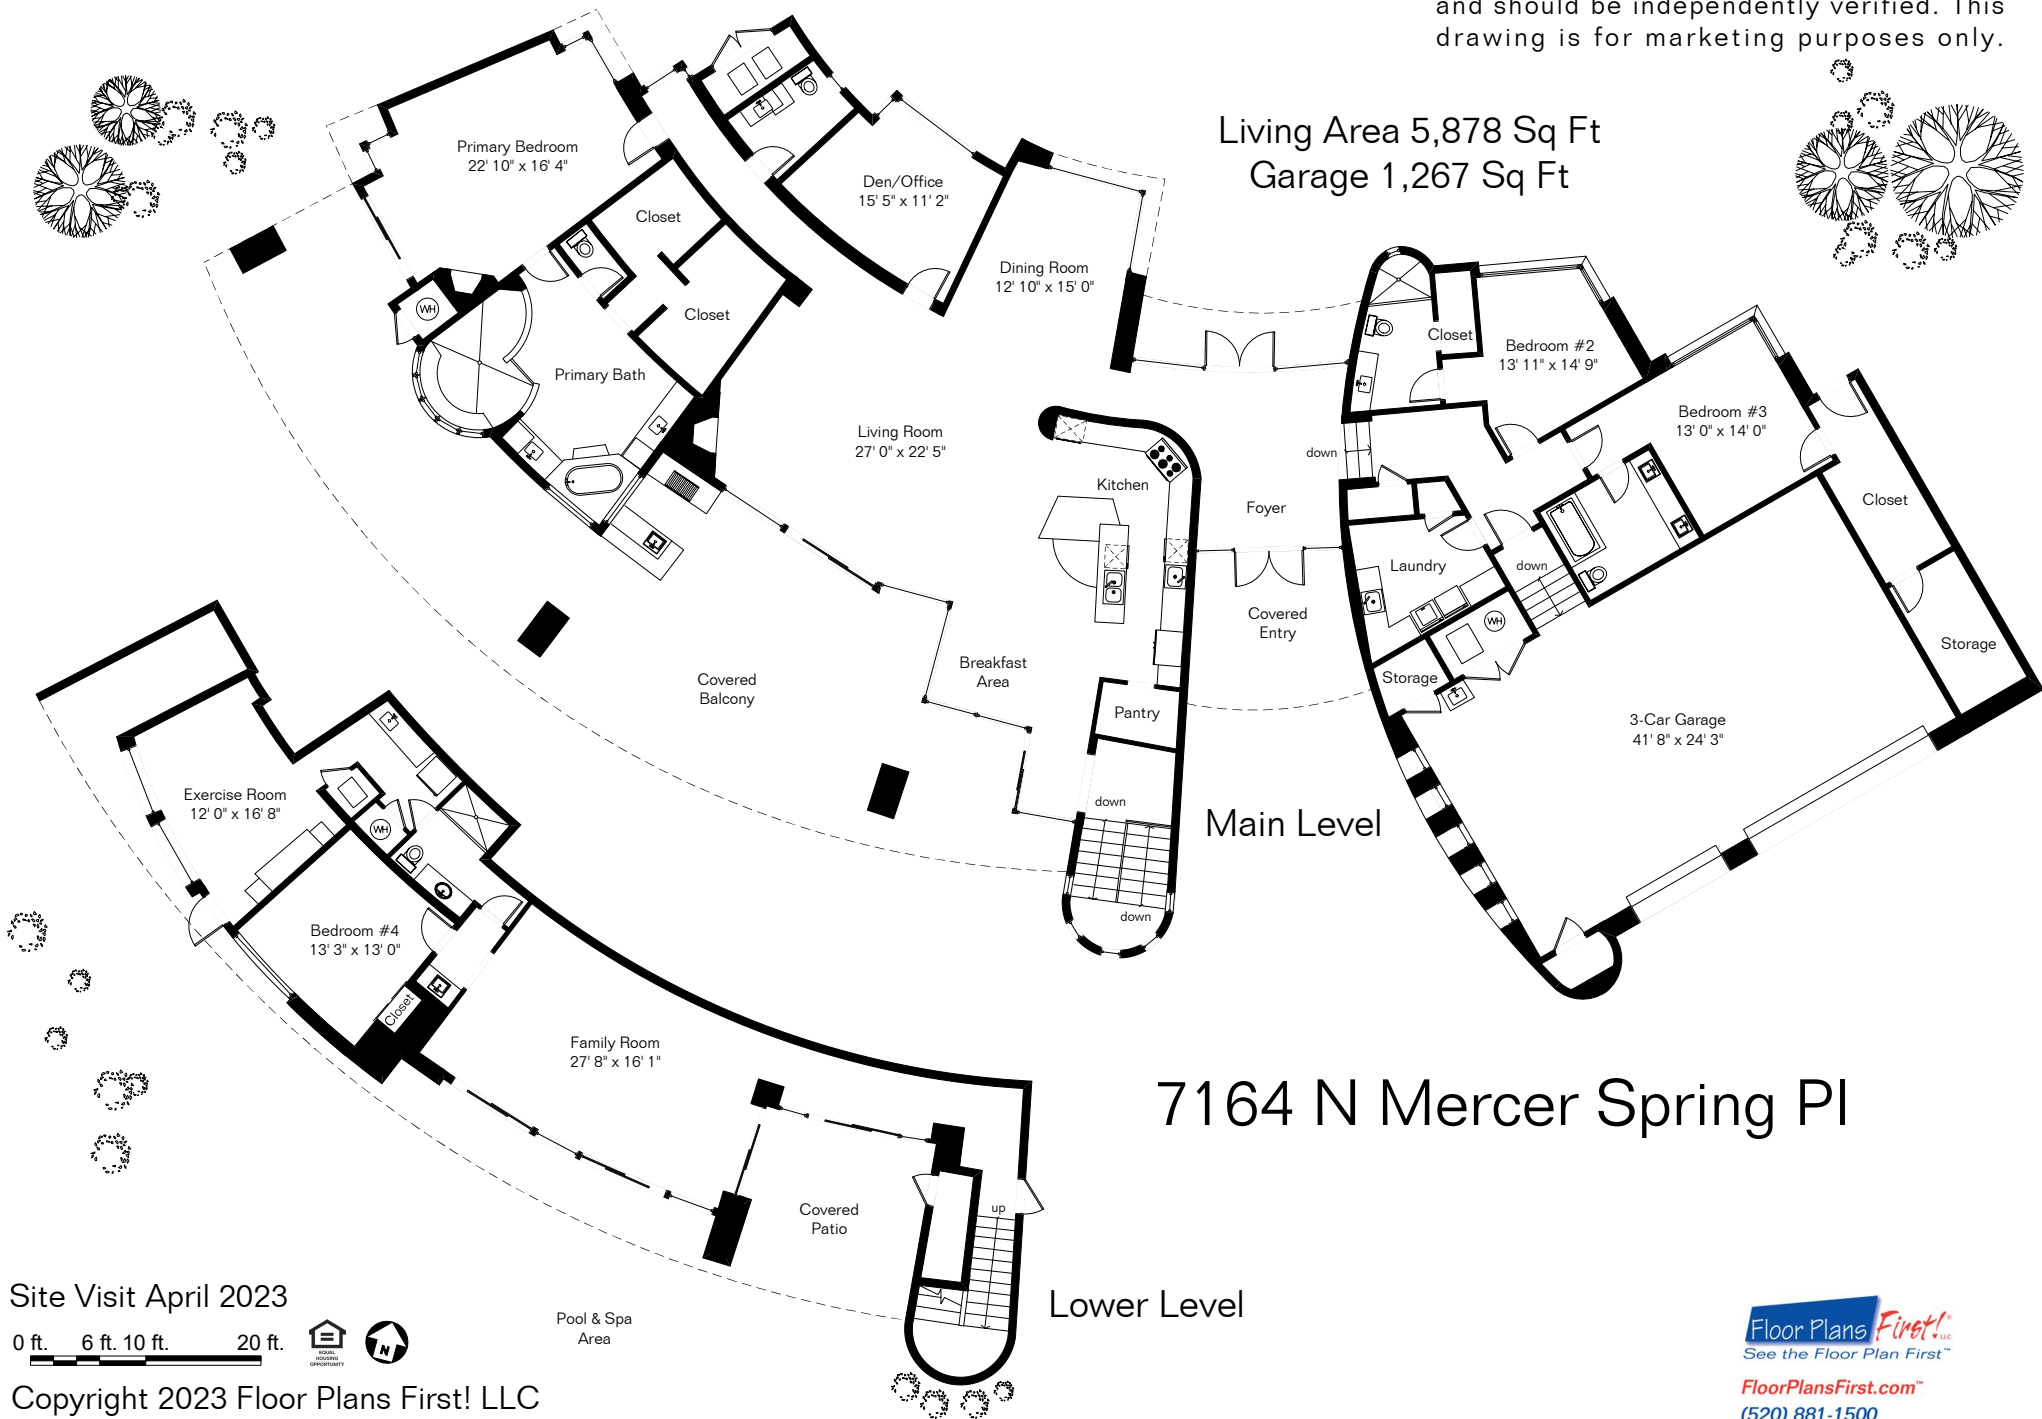 and should be independently verified. This
drawing is for marketing purposes only.
Living Area 5,878 Sq Ft
Garage 1,267 Sq Ft
Primary Bedroom
22' 10" x 16' 4"
Closet
Closet
WH
Primary Bath
Den/Office
15' 5" x 11' 2"
Dining Room
12' 10" x 15' 0"
Living Room
27' 0" x 22' 5"
Kitchen
Foyer
down
Closet
Bedroom #2
13' 11" x 14' 9"
Bedroom #3
13' 0" x 14' 0"
Closet
Laundry
down
WH
Storage
Storage
Covered
Entry
Covered
Balcony
Breakfast
Area
Pantry
down
down
3-Car Garage
41' 8" x 24' 3"
Main Level
Exercise Room
12' 0" x 16' 8"
WH
Bedroom #4
13' 3" x 13' 0"
Closet
Family Room
27' 8" x 16' 1"
Covered
Patio
up
Pool & Spa
Area
Lower Level
7164 N Mercer Spring Pl
Site Visit April 2023
0 ft. 6 ft. 10 ft. 20 ft.
EQUAL
HOUSING
OPPORTUNITY
N
Copyright 2023 Floor Plans First! LLC
Floor Plans First!® LLC
See the Floor Plan First™
FloorPlansFirst.com™
(520) 881-1500